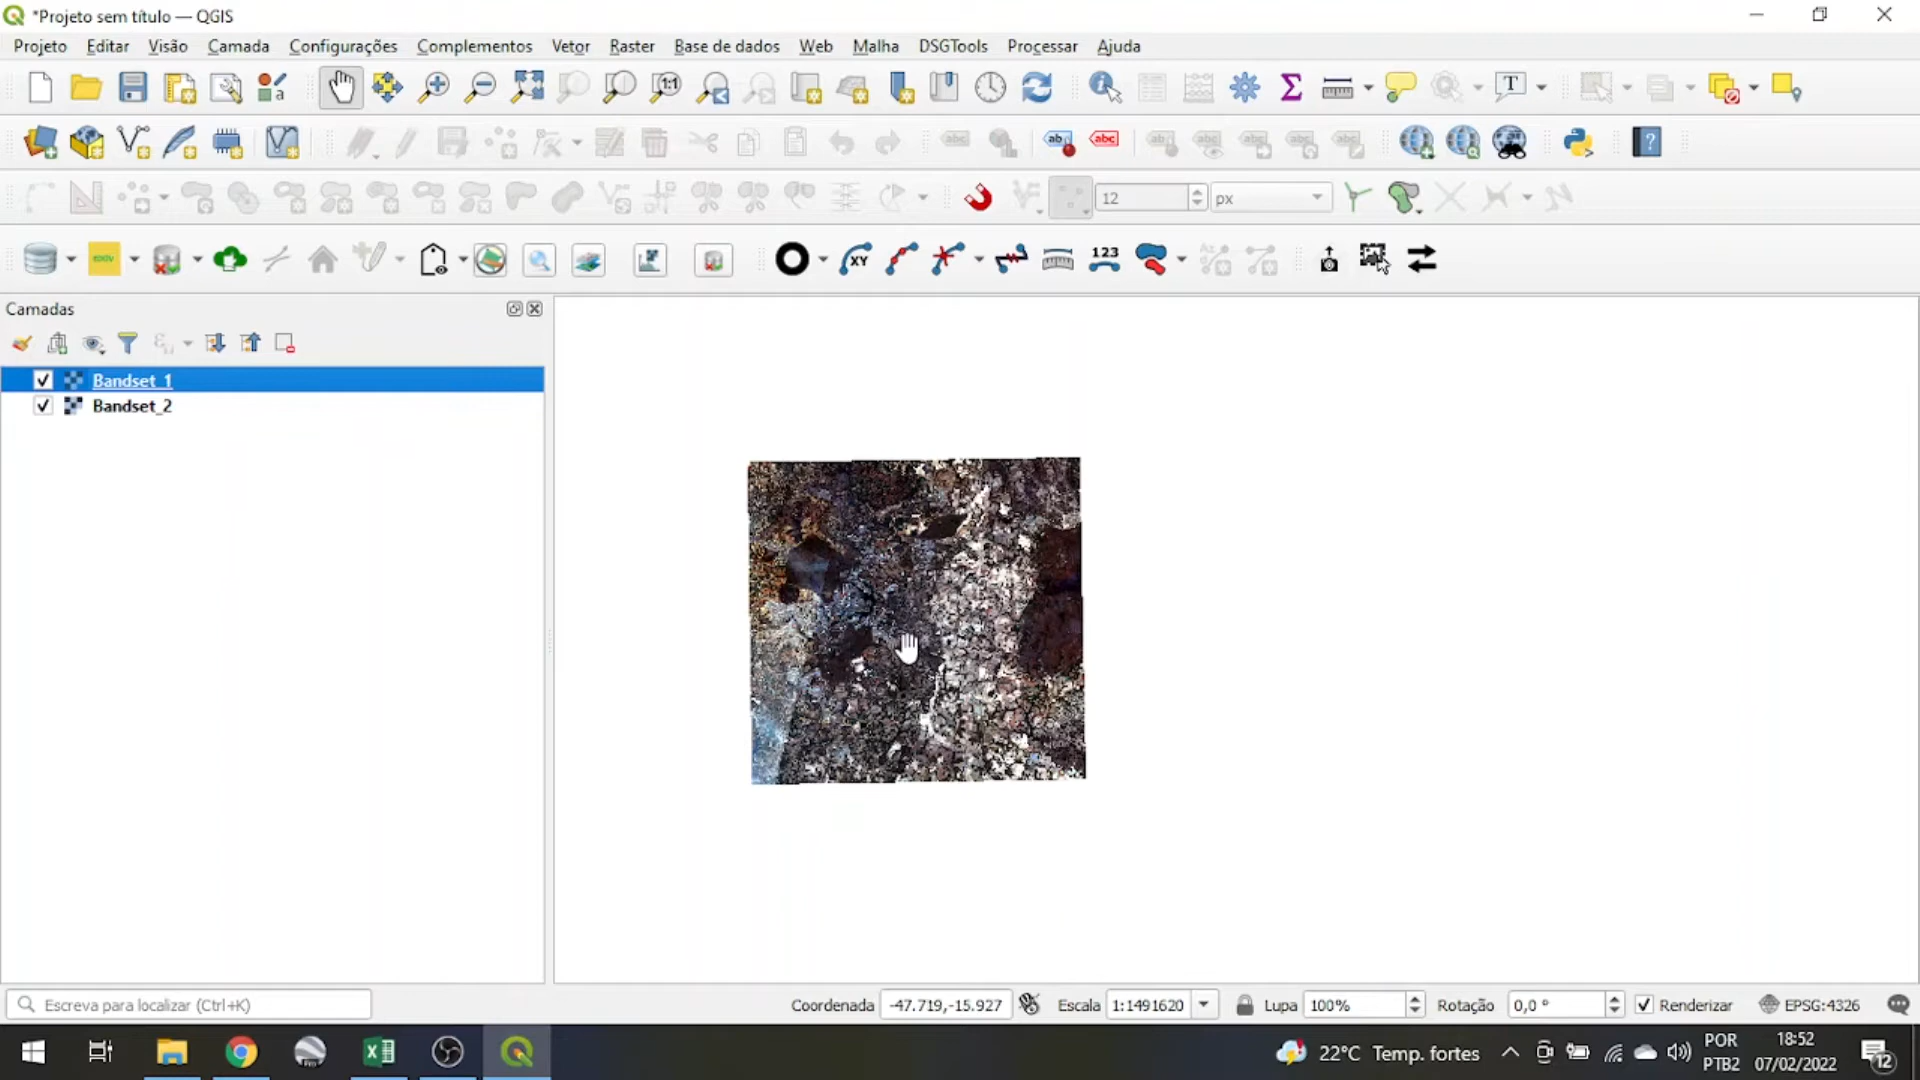 *Projeto sem título — QGIS
Projeto Editar Visão Camada Configurações Complementos Vetor Raster Base de dados Web Malha DSGTools Processar Ajuda
12 px
123
Camadas
Bandset_1
Bandset_2
Escreva para localizar (Ctrl+K) Coordenada -47.719,-15.927 Escala 1:1491620 Lupa 100% Rotação 0,0 ° Renderizar EPSG:4326
22°C Temp. fortes POR 18:52
PTB2 07/02/2022 12